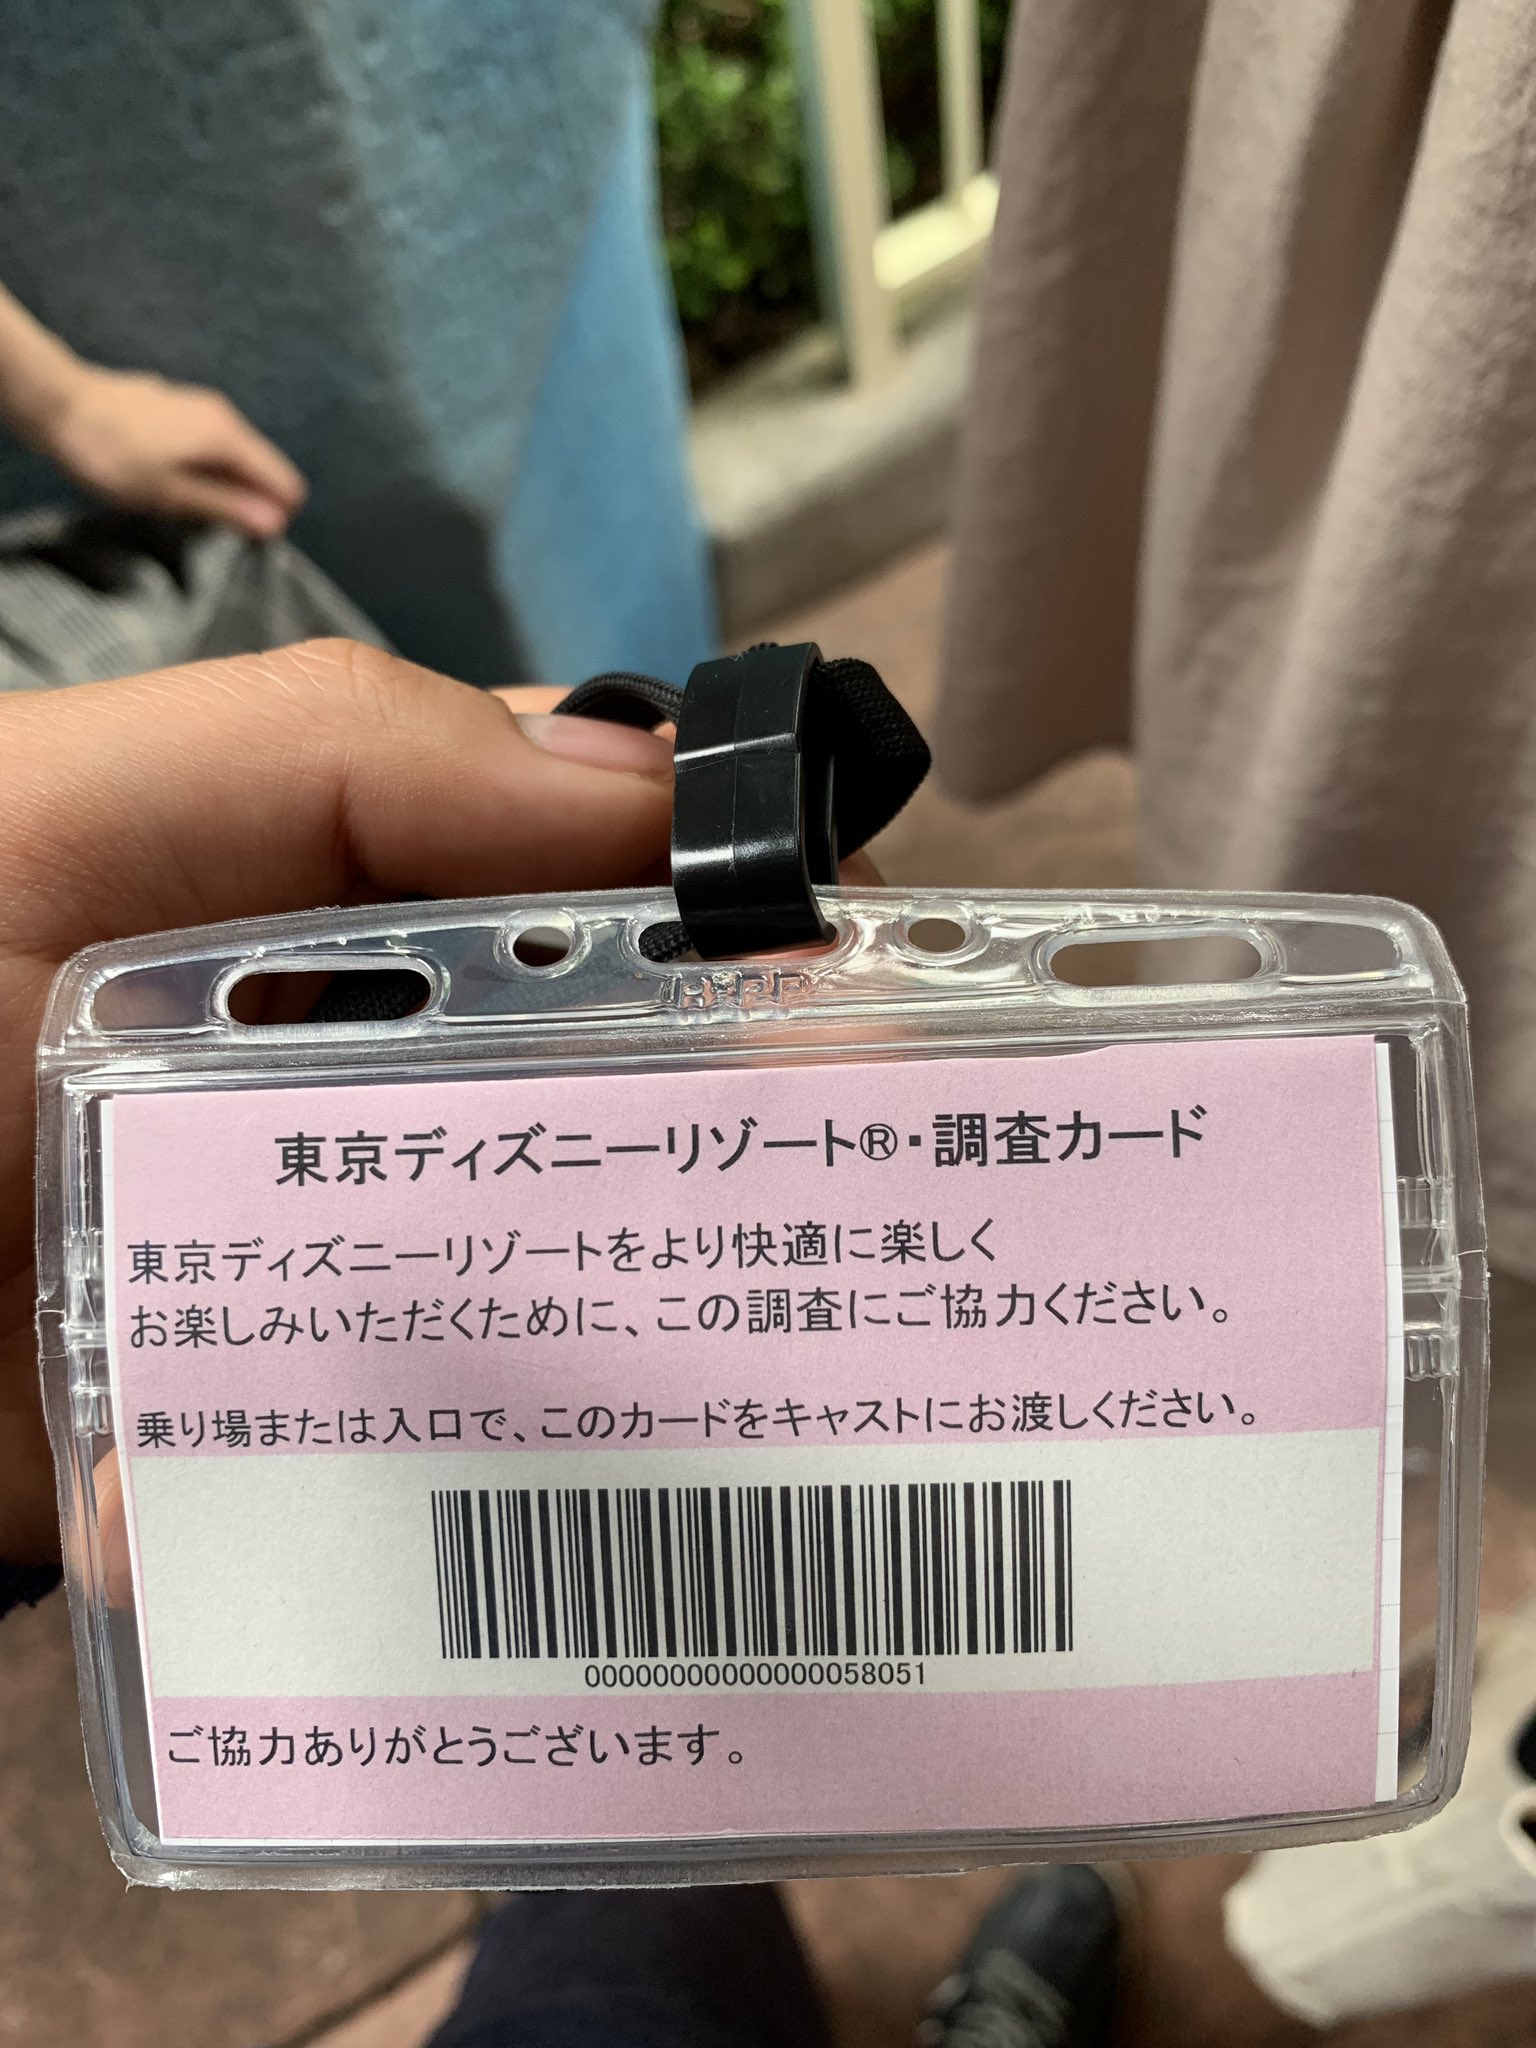 東京ディズニーリゾート®・調査カード
東京ディズニーリゾートをより快適に楽しく
お楽しみいただくために、この調査にご協力ください。
乗り場または入口で、このカードをキャストにお渡しください。
00000000000000058051
ご協力ありがとうございます。